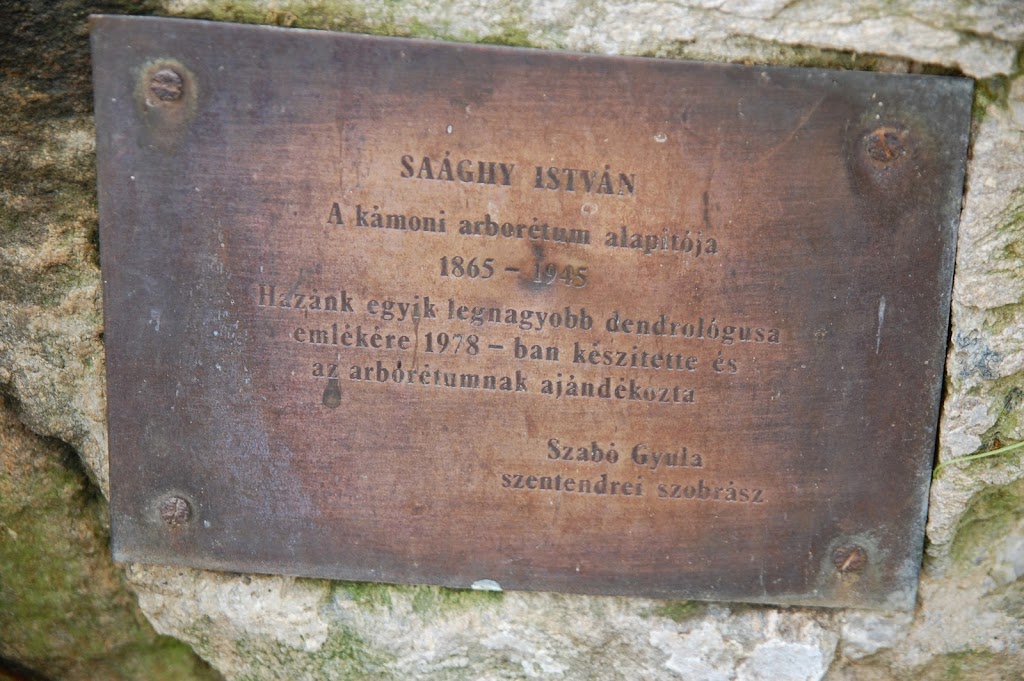 SAÁGHY ISTVÁN
A kámoni arborétum alapítója
1865 – 1945
Hazánk egyik legnagyobb dendrológusa
emlékére 1978 – ban készítette és
az arborétumnak ajándékozta
Szabó Gyula
szentendrei szobrász